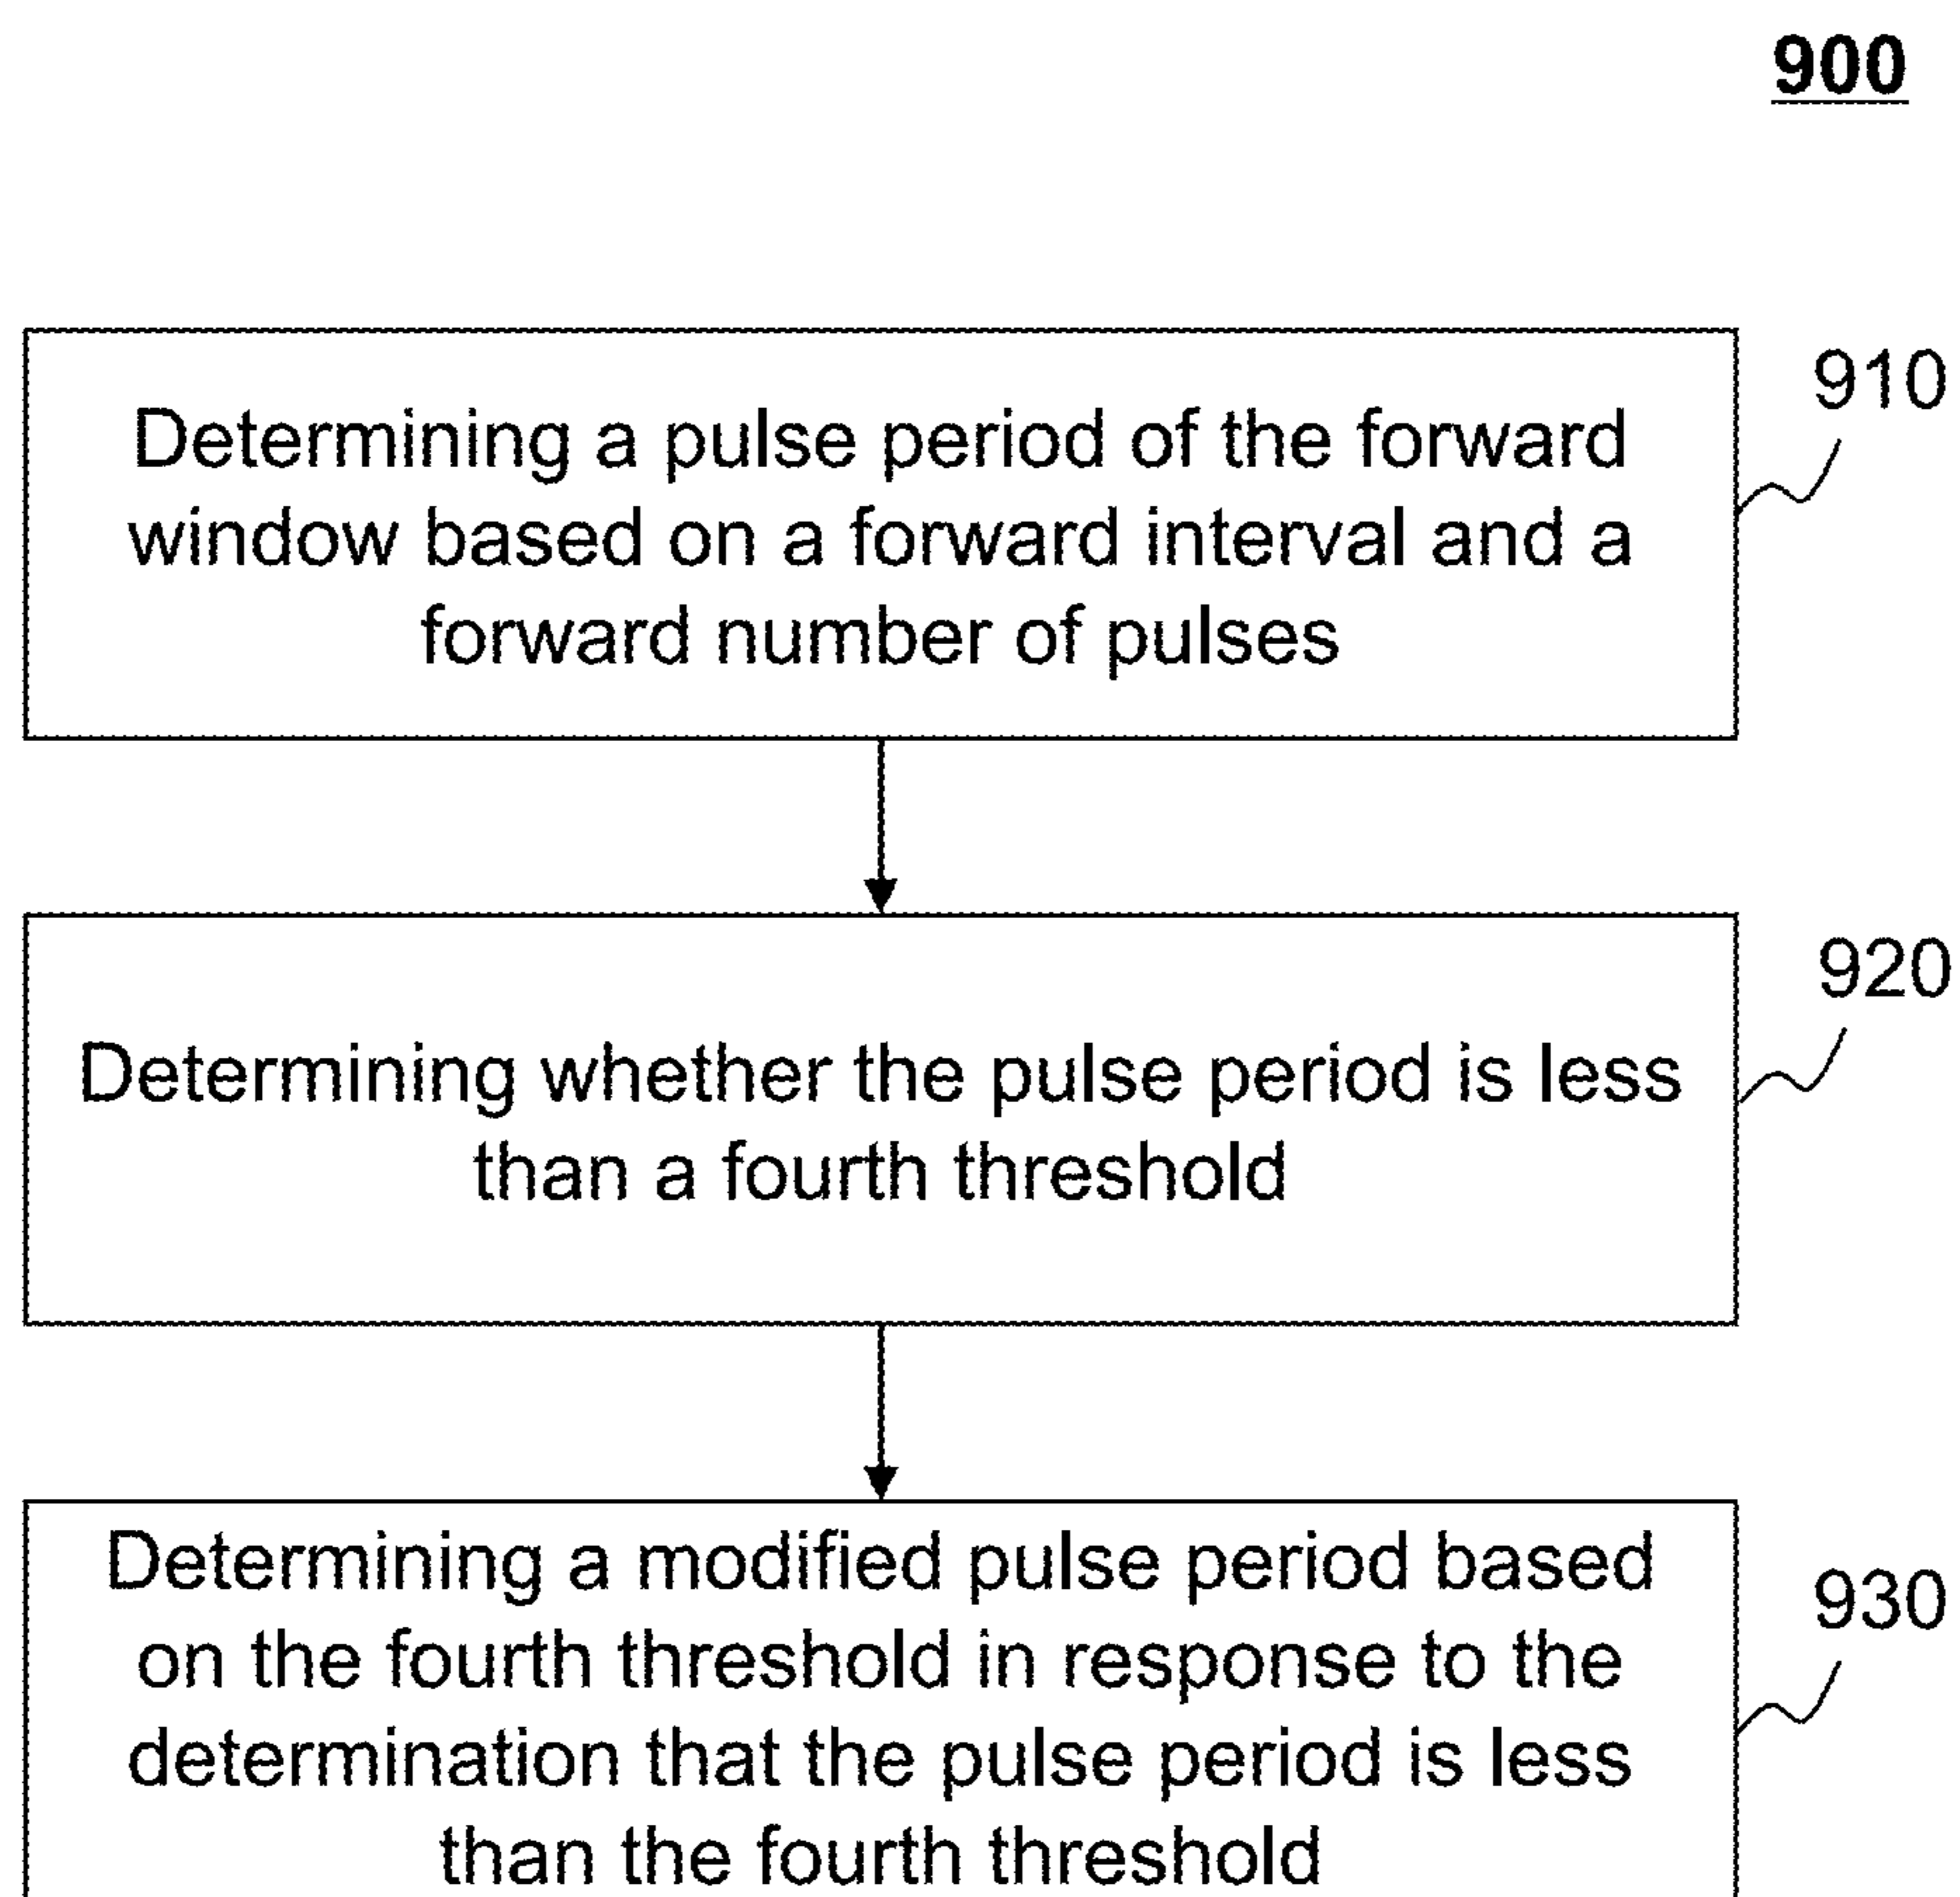 900
910
Determining a pulse period of the forward
window based on a forward interval and a
forward number of pulses
920
Determining whether the pulse period is less
than a fourth threshold
930
Determining a modified pulse period based
on the fourth threshold in response to the
determination that the pulse period is less
than the fourth threshold